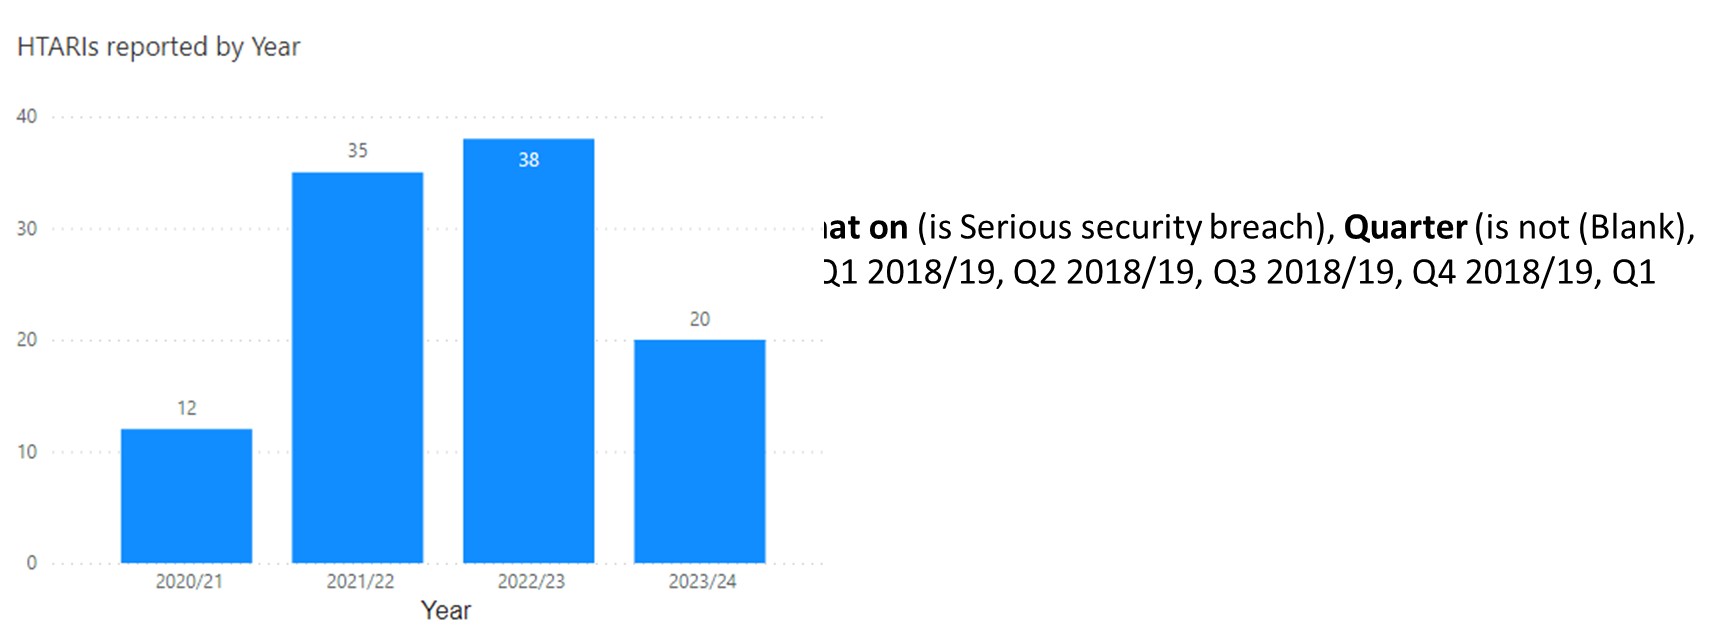 HTARIs reported by Year
40
30
20
10
0
12
35
38
20
2020/21 2021/22 2022/23 2023/24
Year
on (is Serious security breach), Quarter (is not (Blank),
Q1 2018/19, Q2 2018/19, Q3 2018/19, Q4 2018/19, Q1